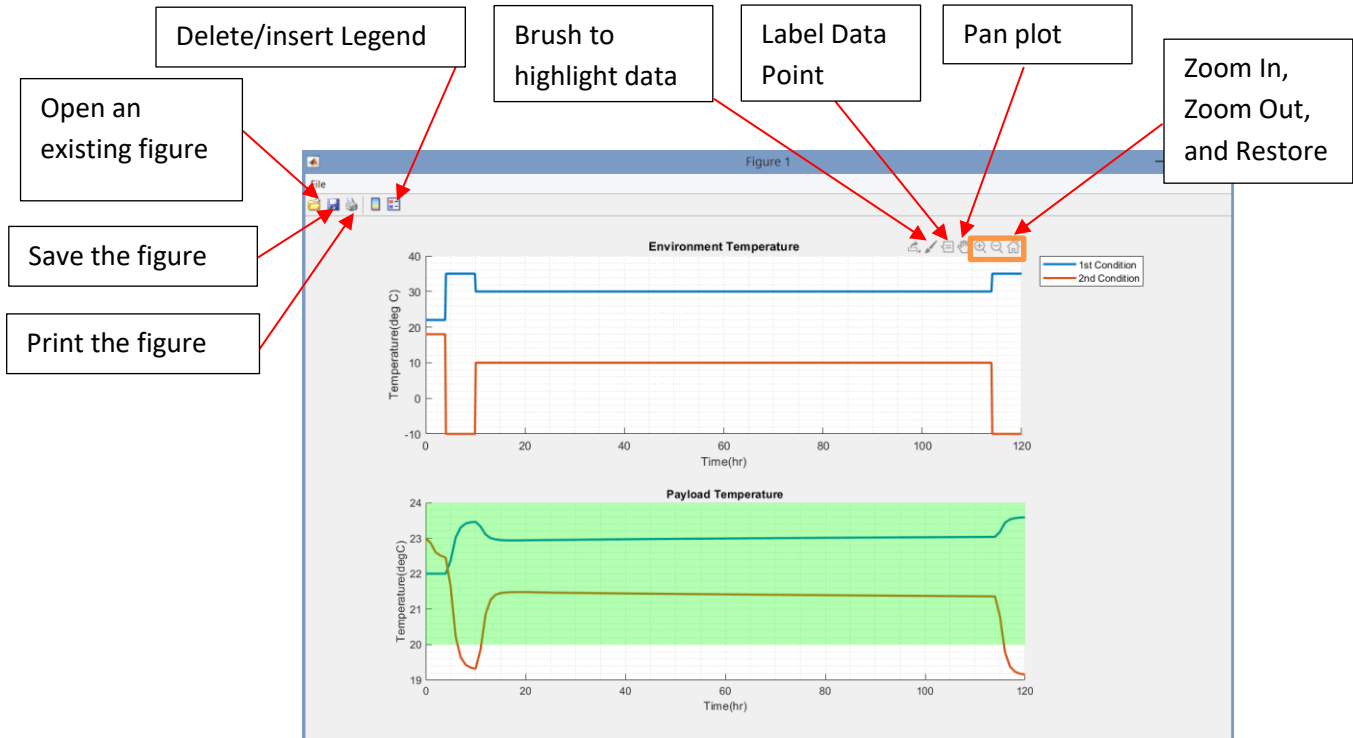 Delete/insert Legend
Brush to
highlight data
Label Data
Point
Pan plot
Zoom In,
Zoom Out,
and Restore
Open an
existing figure
Save the figure
Print the figure
Figure 1
File
Environment Temperature
40
30
20
10
0
-10
Temperature(deg C)
0
20
40
60
80
100
120
Time(hr)
1st Condition
2nd Condition
Payload Temperature
24
23
22
21
20
19
Temperature(degC)
0
20
40
60
80
100
120
Time(hr)